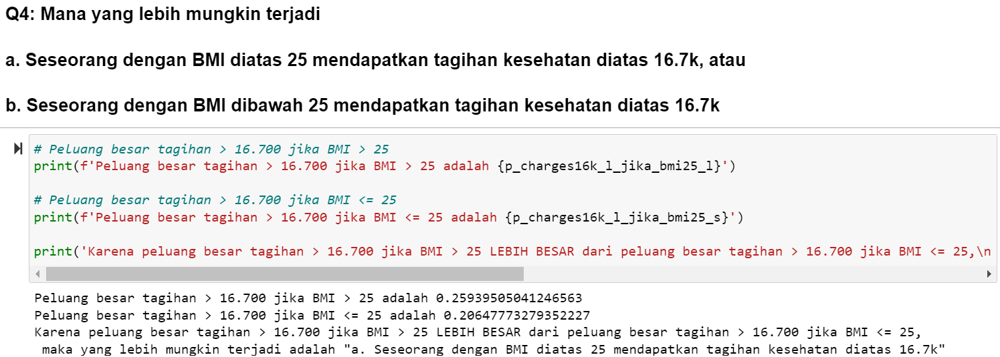 Q4: Mana yang lebih mungkin terjadi
a. Seseorang dengan BMI diatas 25 mendapatkan tagihan kesehatan diatas 16.7k, atau
b. Seseorang dengan BMI dibawah 25 mendapatkan tagihan kesehatan diatas 16.7k
# Peluang besar tagihan > 16.700 jika BMI > 25
print(f'Peluang besar tagihan > 16.700 jika BMI > 25 adalah {p_charges16k_l_jika_bmi25_l}')
# Peluang besar tagihan > 16.700 jika BMI <= 25
print(f'Peluang besar tagihan > 16.700 jika BMI <= 25 adalah {p_charges16k_l_jika_bmi25_s}')
print('Karena peluang besar tagihan > 16.700 jika BMI > 25 LEBIH BESAR dari peluang besar tagihan > 16.700 jika BMI <= 25,\n
Peluang besar tagihan > 16.700 jika BMI > 25 adalah 0.25939505041246563
Peluang besar tagihan > 16.700 jika BMI <= 25 adalah 0.20647773279352227
Karena peluang besar tagihan > 16.700 jika BMI > 25 LEBIH BESAR dari peluang besar tagihan > 16.700 jika BMI <= 25,
maka yang lebih mungkin terjadi adalah "a. Seseorang dengan BMI diatas 25 mendapatkan tagihan kesehatan diatas 16.7k"